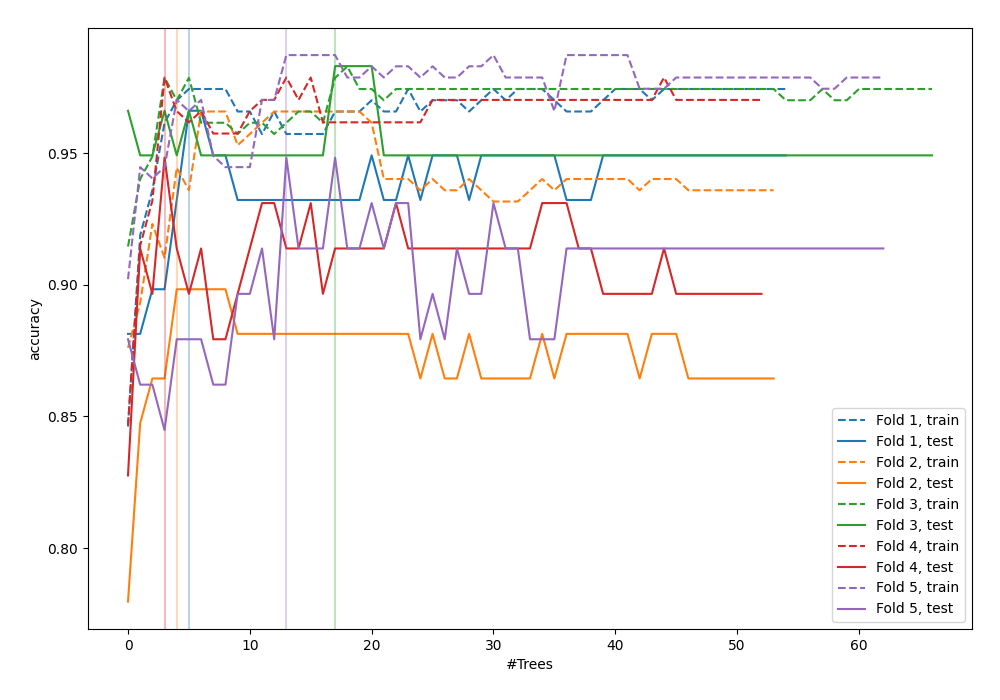 accuracy
0.95
0.90
0.85
0.80
0
10
20
30
40
50
60
#Trees
Fold 1, train
Fold 1, test
Fold 2, train
Fold 2, test
Fold 3, train
Fold 3, test
Fold 4, train
Fold 4, test
Fold 5, train
Fold 5, test